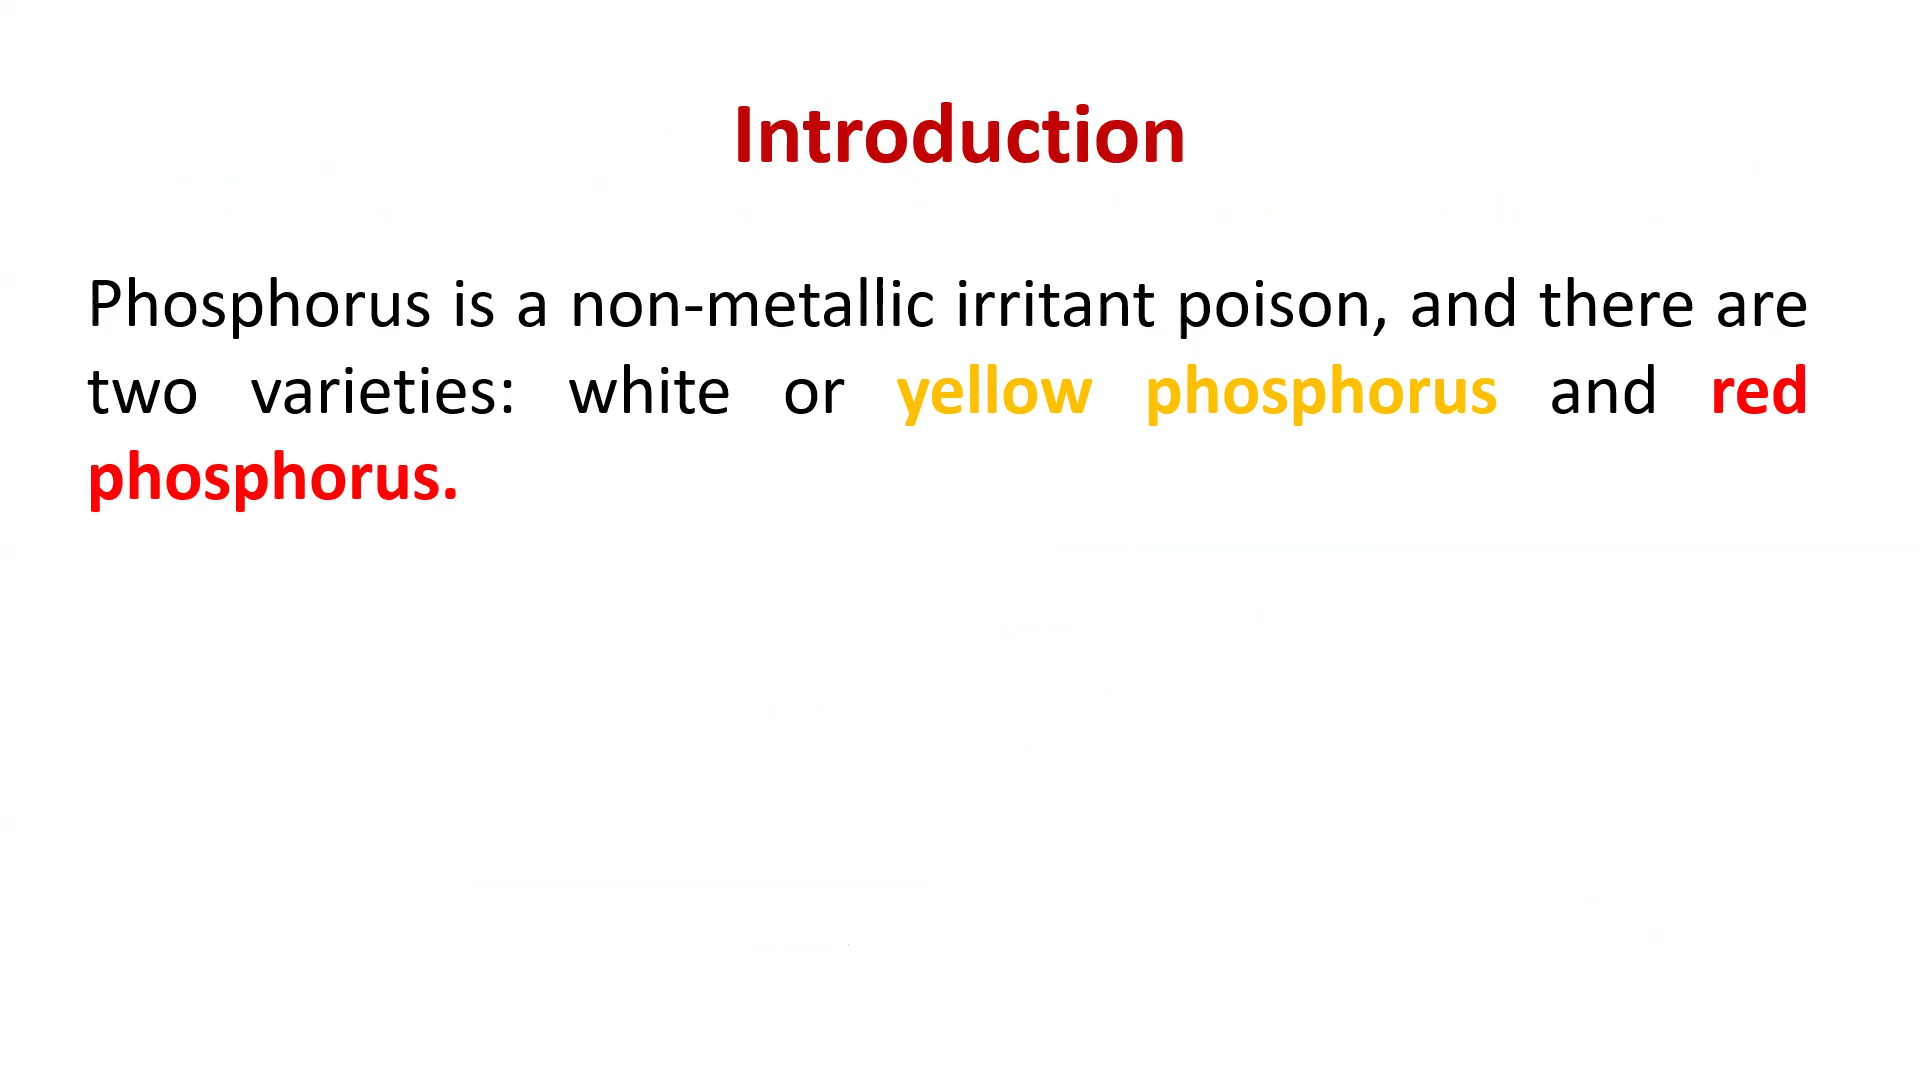 Introduction
Phosphorus is a non-metallic irritant poison, and there are
two varieties: white or yellow phosphorus and red
phosphorus.